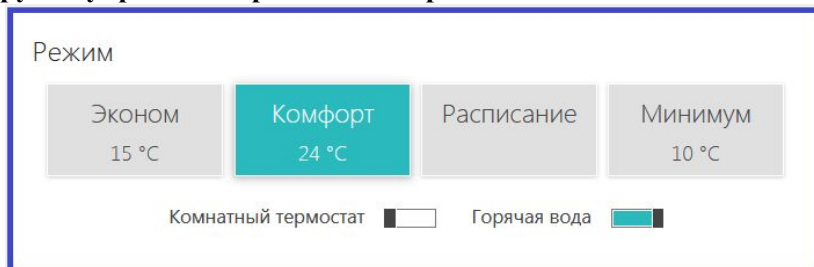 Режим
Эконом Комфорт Расписание Минимум
15 °C 24 °C 10 °C
Комнатный термостат Горячая вода